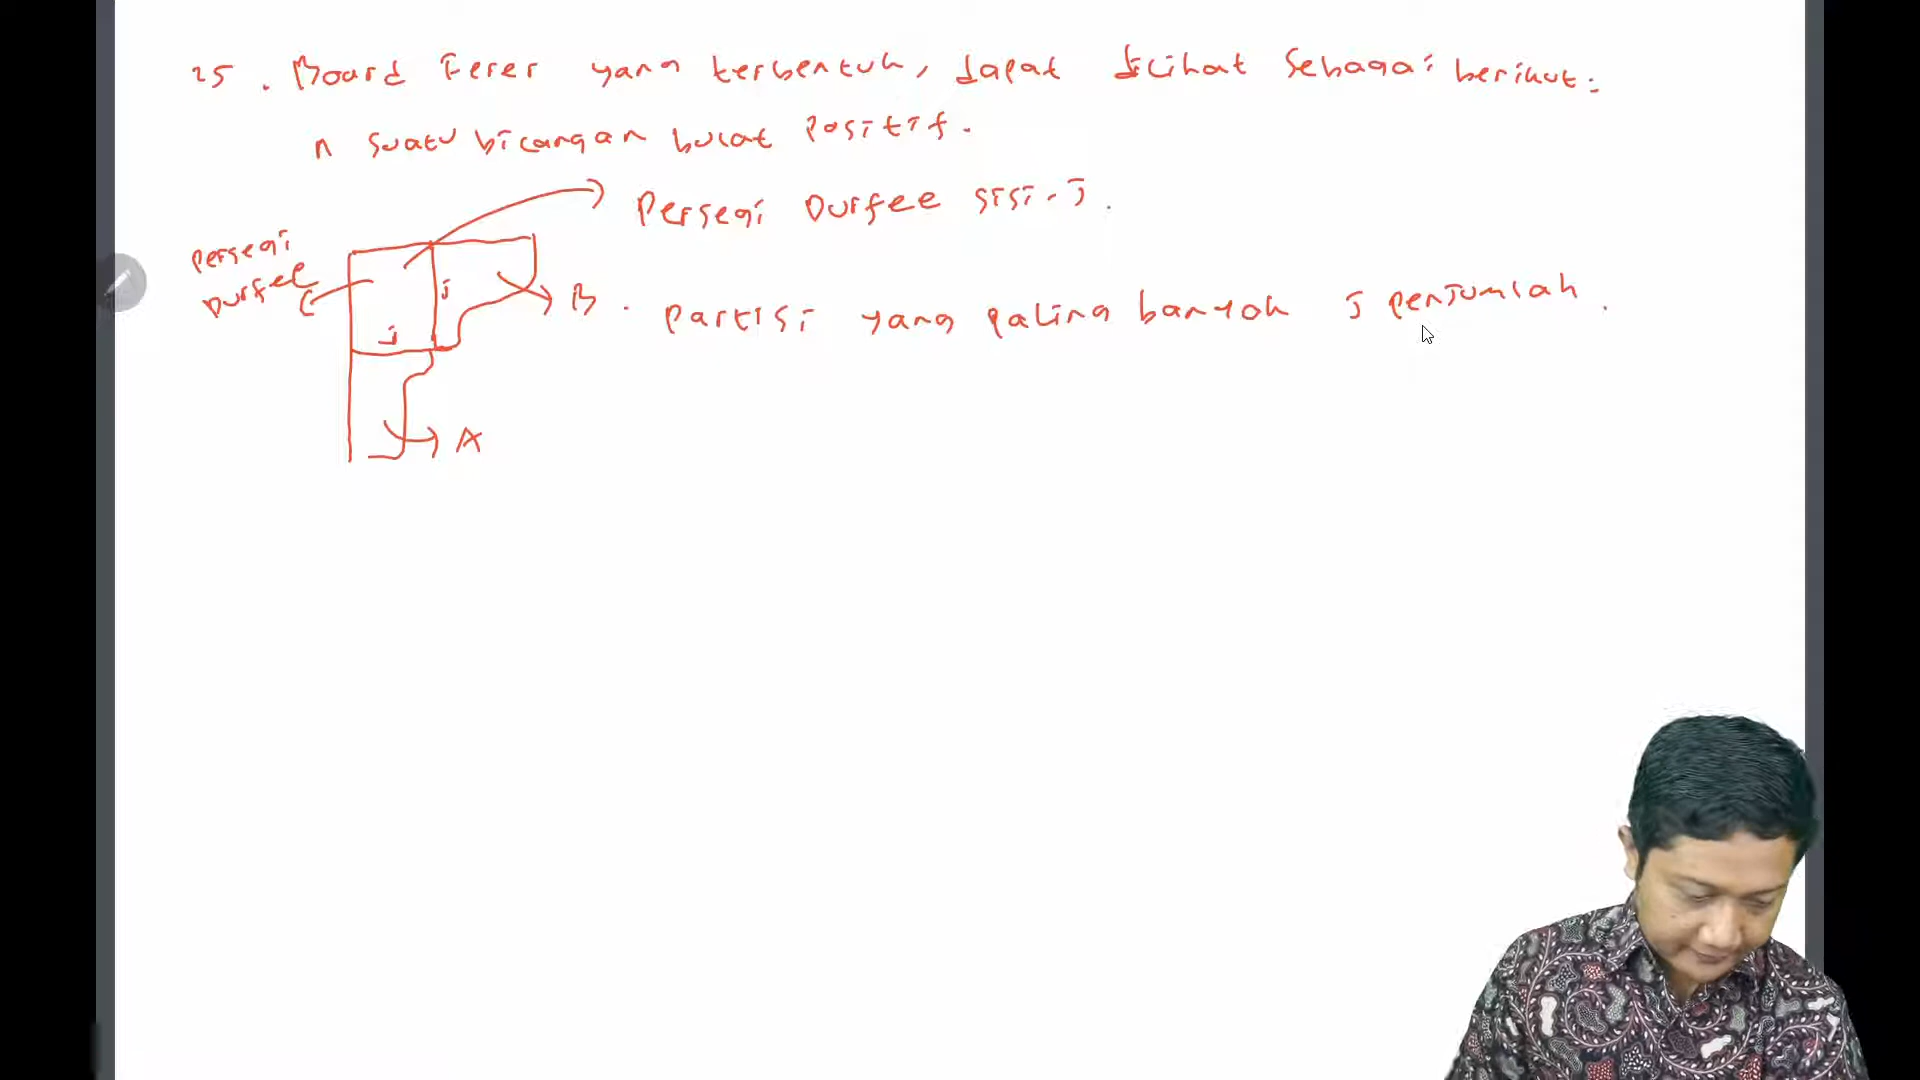 25. Board Ferer yang terbentuk, dapat dilihat sebagai berikut:
n suatu bilangan bulat positif.
Persegi Durfee sisi-j.
Persegi
Durfee
j
j
B. Partisi yang paling banyak j penjumlah.
A